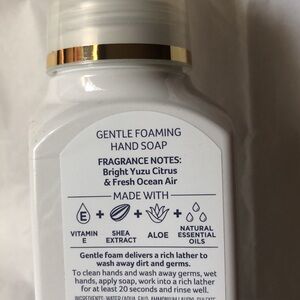 GENTLE FOAMING
HAND SOAP
FRAGRANCE NOTES:
Bright Yuzu Citrus
& Fresh Ocean Air
MADE WITH
E + + +
VITAMIN E
SHEA EXTRACT
ALOE
NATURAL ESSENTIAL OILS
Gentle foam delivers a rich lather to
wash away dirt and germs.
To clean hands and wash away germs, wet
hands, apply soap, work into a rich lather
for at least 20 seconds and rinse well.
INGREDIENTS: WATER